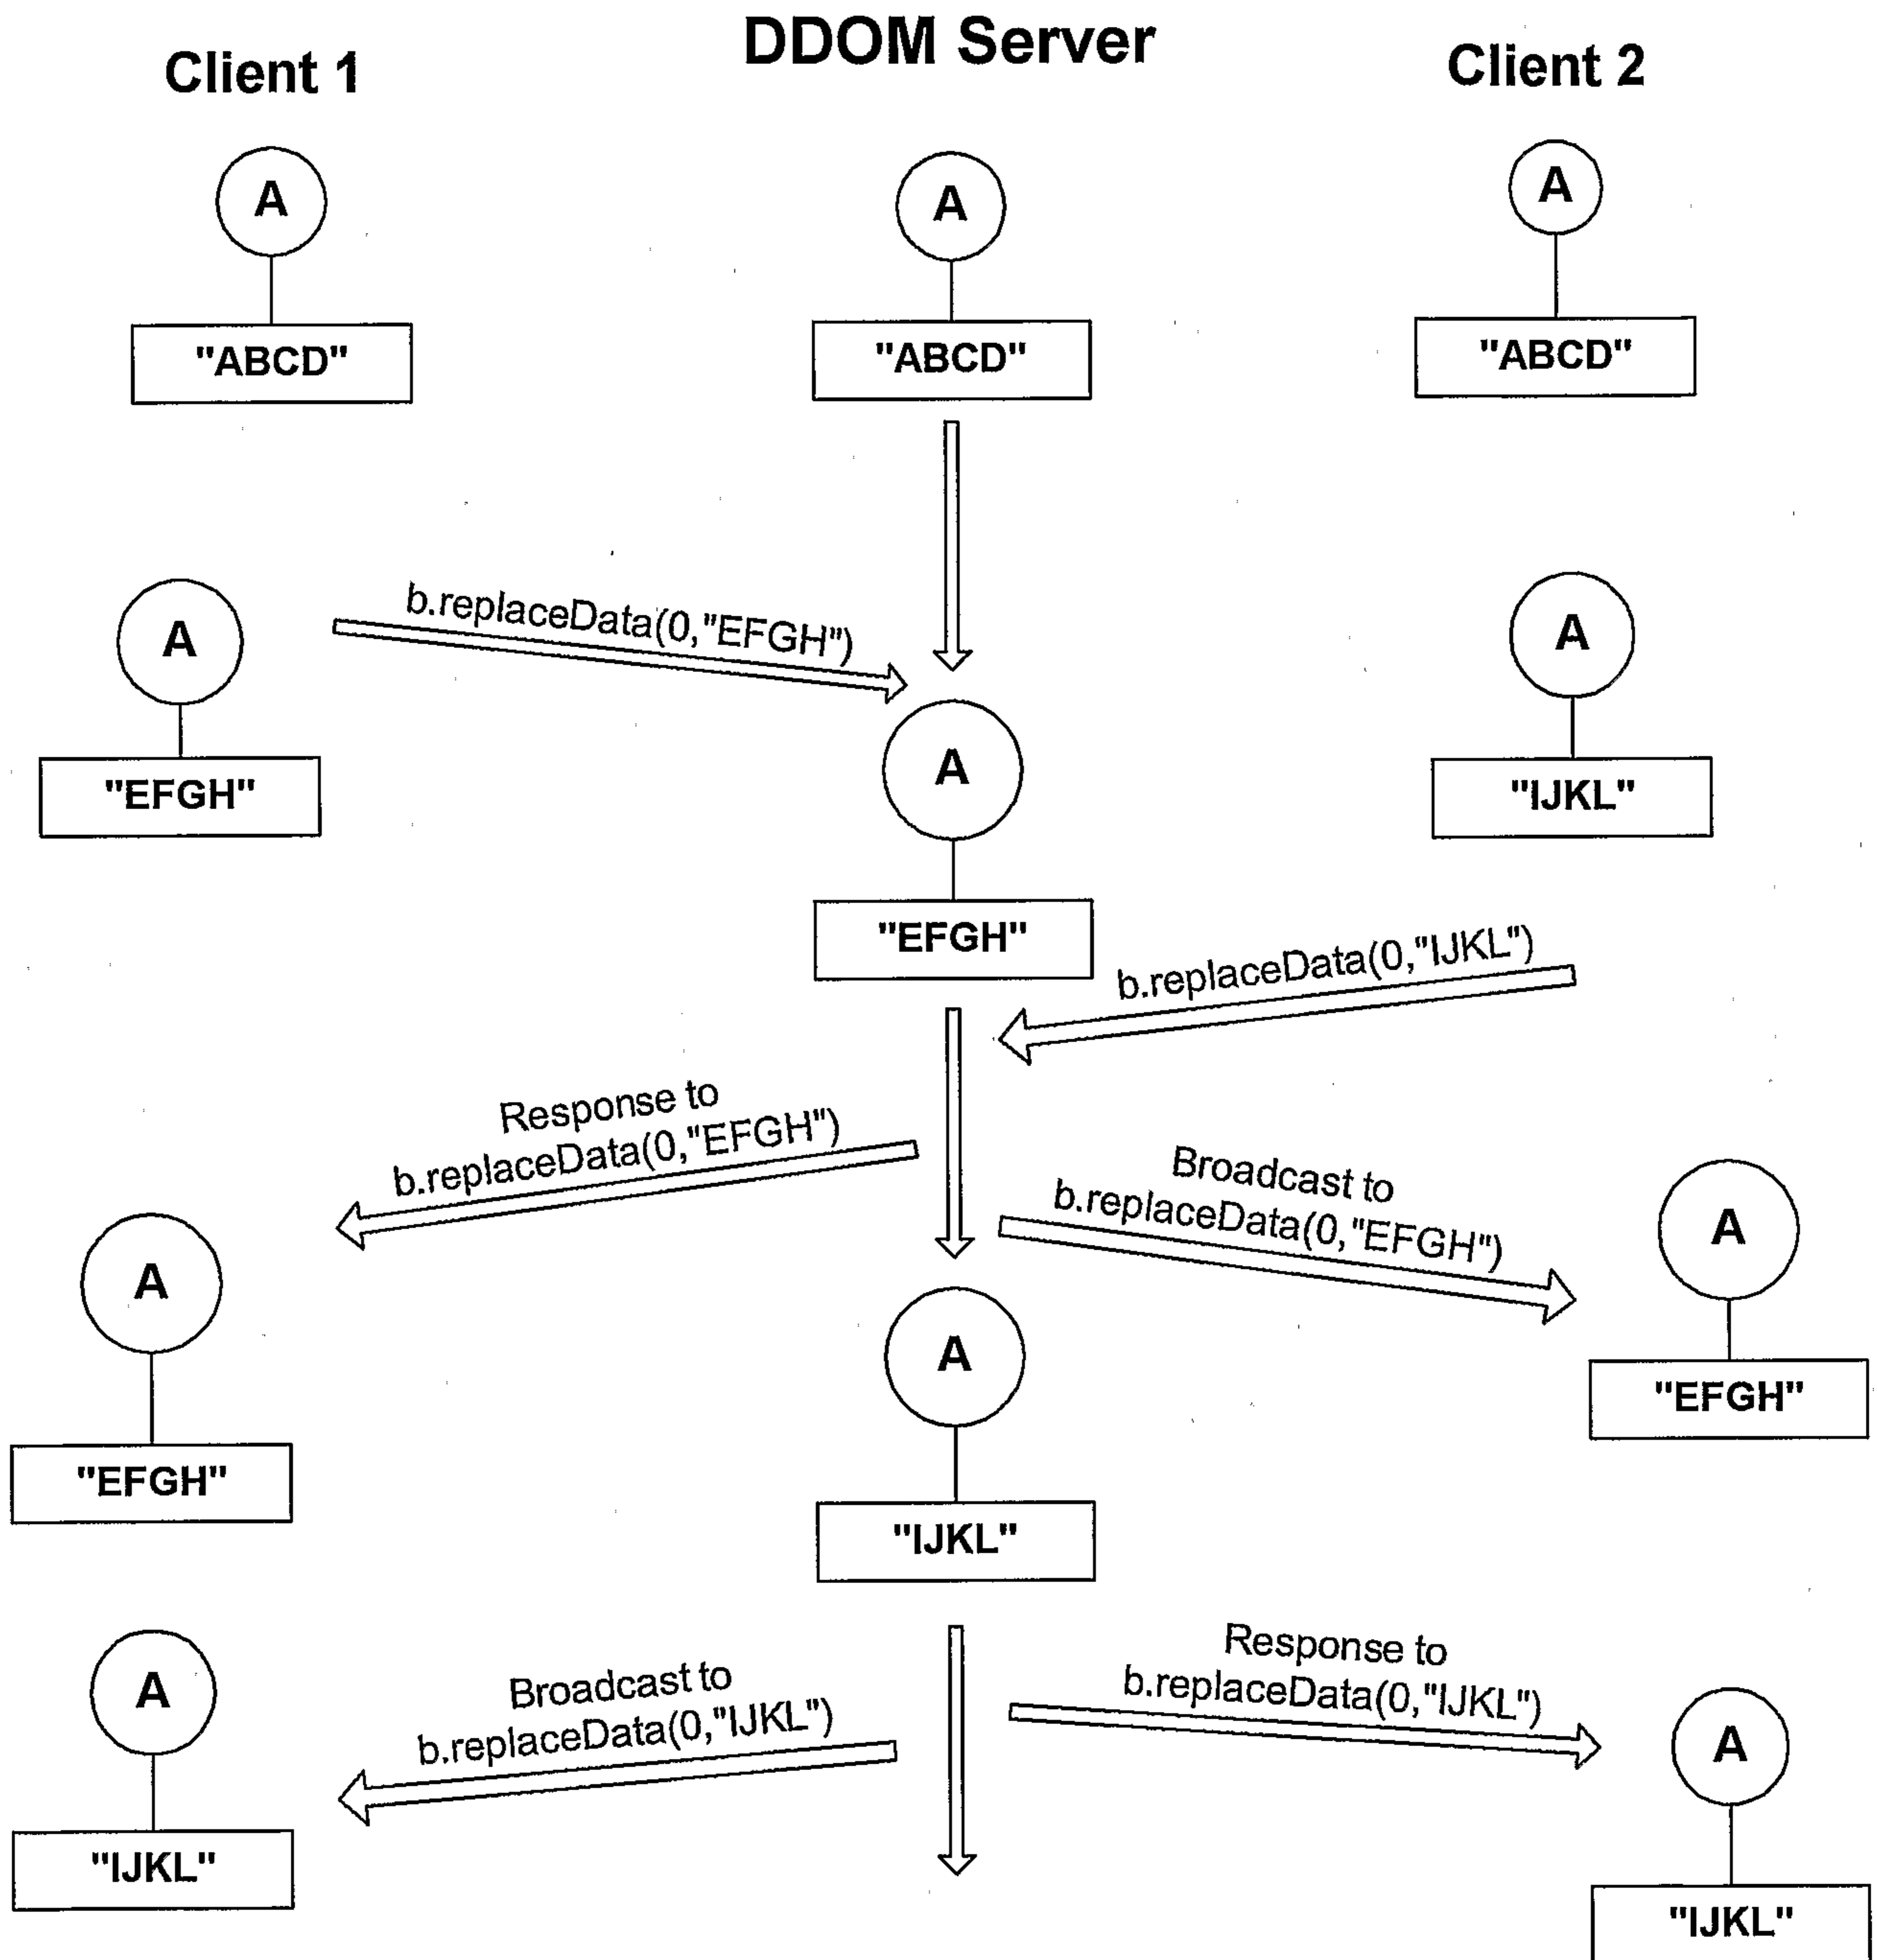 DDOM Server
Client 1
Client 2
A
A
A
"ABCD"
"ABCD"
"ABCD"
b.replaceData(0,"EFGH")
A
A
A
"EFGH"
"IJKL"
"EFGH"
b.replaceData(0,"IJKL")
Response to
b.replaceData(0,"EFGH")
Broadcast to
b.replaceData(0,"EFGH")
A
A
A
"EFGH"
"EFGH"
"IJKL"
Response to
b.replaceData(0,"IJKL")
Broadcast to
b.replaceData(0,"IJKL")
A
A
"IJKL"
"IJKL"